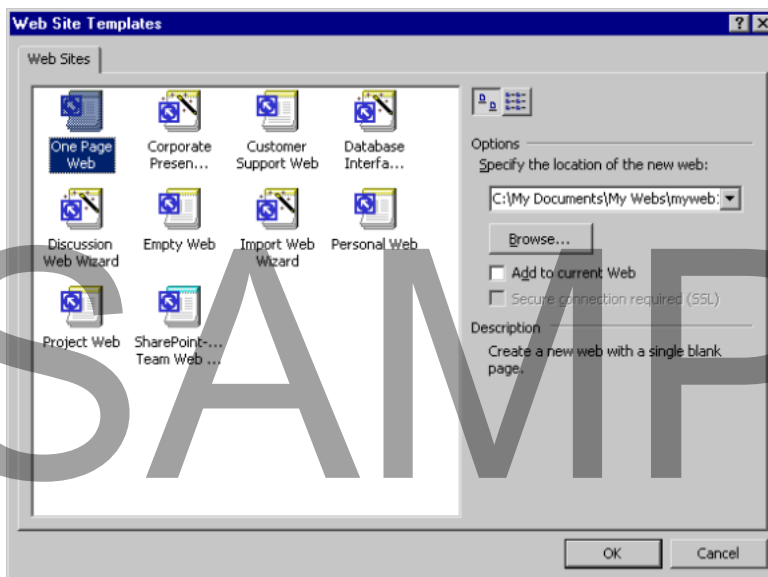 Web Site Templates
Web Sites
One Page
Web
Corporate
Presen...
Customer
Support Web
Database
Interfa...
Discussion
Web Wizard
Empty Web
Import Web
Wizard
Personal Web
Project Web
SharePoint-...
Team Web ...
Options
Specify the location of the new web:
C:\My Documents\My Webs\myweb
Browse...
Add to current Web
Secure connection required (SSL)
Description
Create a new web with a single blank
page.
OK
Cancel
SAMP